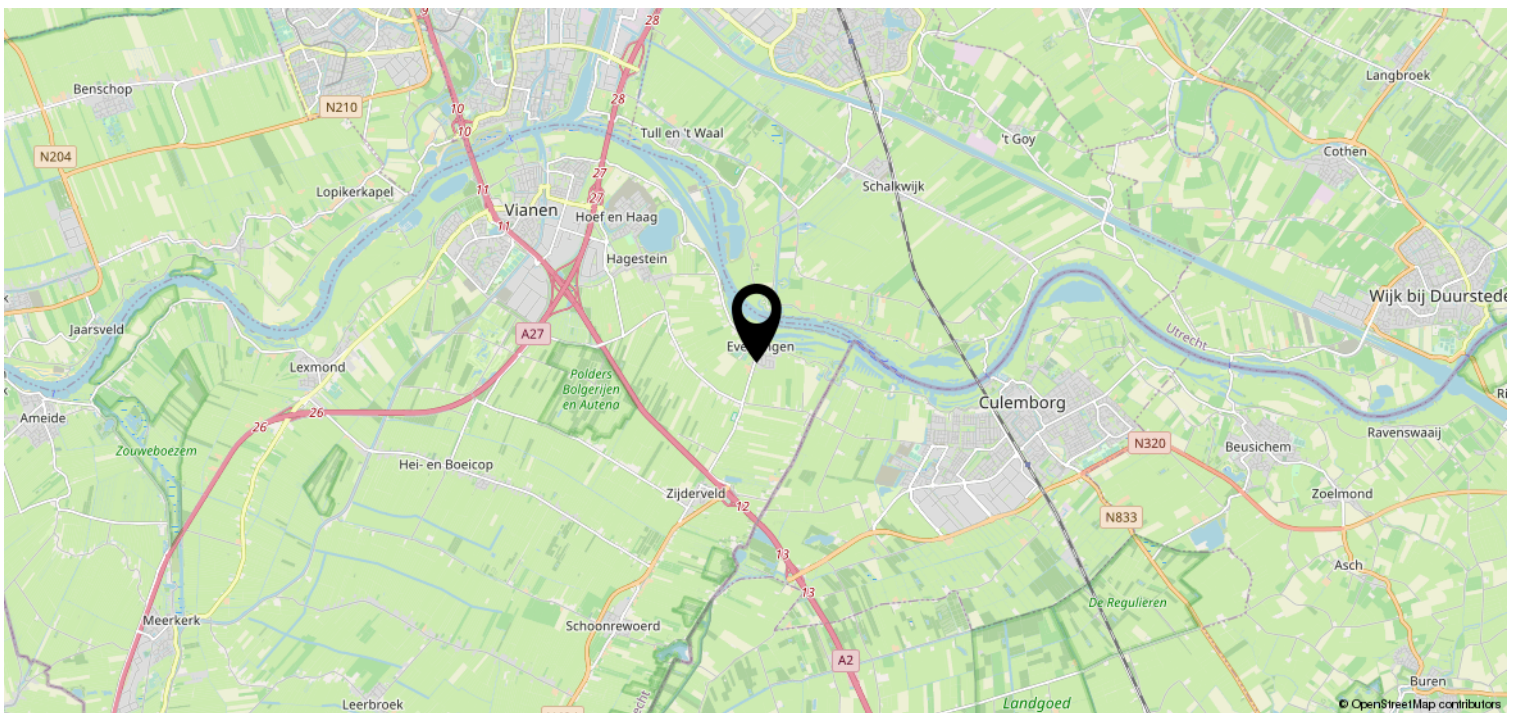 9
28
Benschop
Langbroek
N210
28
10
10
Tull en 't Waal
't Goy
Cothen
N204
27
Lopikerkapel
11
27
Schalkwijk
Vianen
Hoef en Haag
11
Hagestein
Wijk bij Duurstede
Jaarsveld
A27
Utrecht
Lexmond
Polders
Bolgerijen
en Autena
Culemborg
Ameide
26
26
Ravenswaaij
N320
Beusichem
Zouweboezem
Hei- en Boeicop
Zijderveld
12
Zoelmond
N833
13
Asch
13
De Regulieren
Meerkerk
Schoonrewoerd
A2
Buren
Leerbroek
Landgoed
© OpenStreetMap contributors